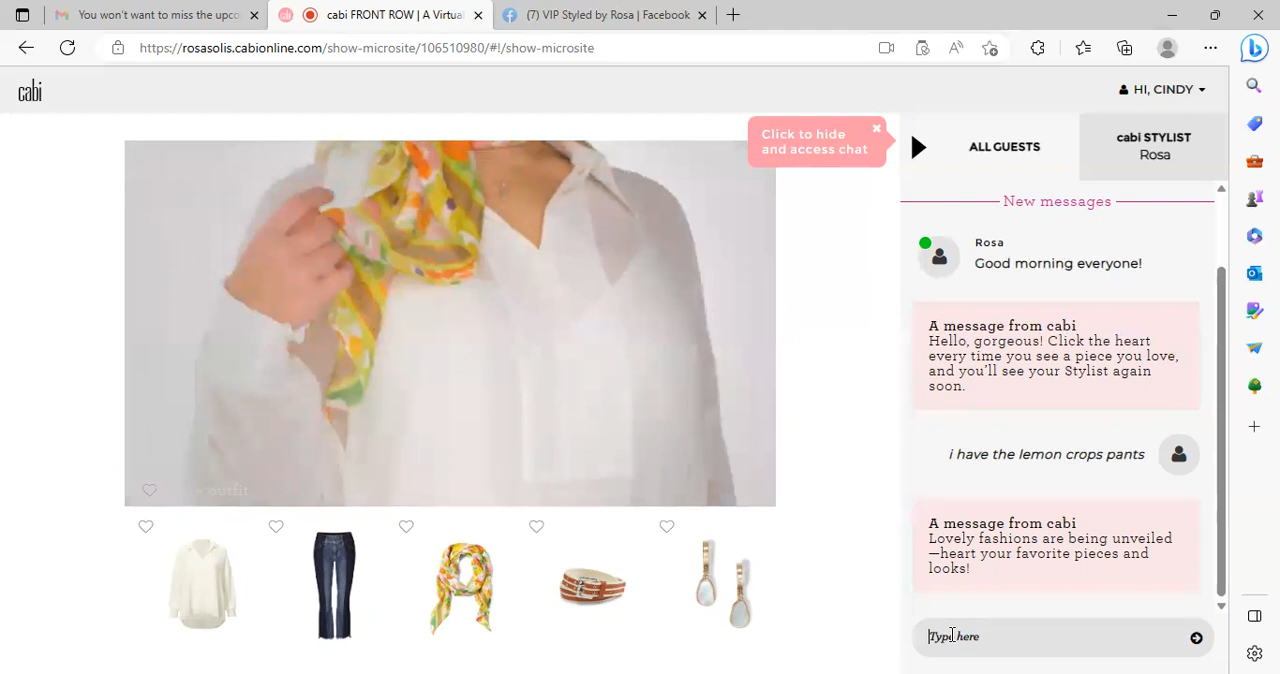 You won't want to miss the upco
cabi FRONT ROW | A Virtual
(7) VIP Styled by Rosa | Facebook
https://rosasolis.cabionline.com/show-microsite/106510980/#!/show-microsite
cabi
HI, CINDY
Click to hide
and access chat
ALL GUESTS
cabi STYLIST
Rosa
New messages
Rosa
Good morning everyone!
A message from cabi
Hello, gorgeous! Click the heart
every time you see a piece you love,
and you'll see your Stylist again
soon.
i have the lemon crops pants
A message from cabi
Lovely fashions are being unveiled
—heart your favorite pieces and
looks!
outfit
Type here